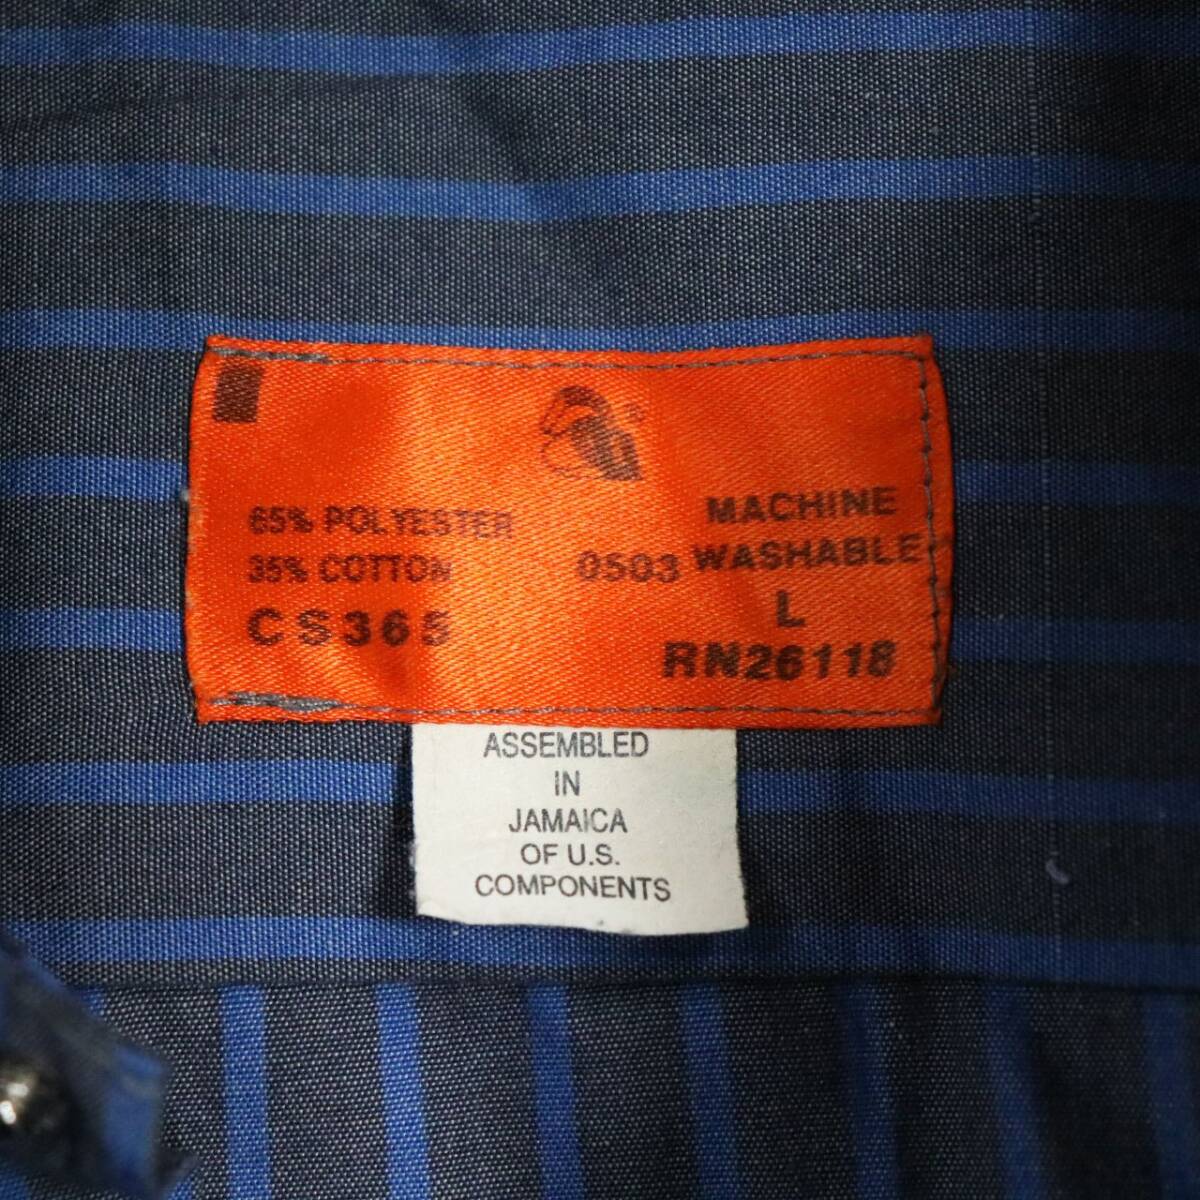 65% POLYESTER
35% COTTON
CS365
0503
MACHINE
WASHABLE
L
RN26118
ASSEMBLED
IN
JAMAICA
OF U.S.
COMPONENTS